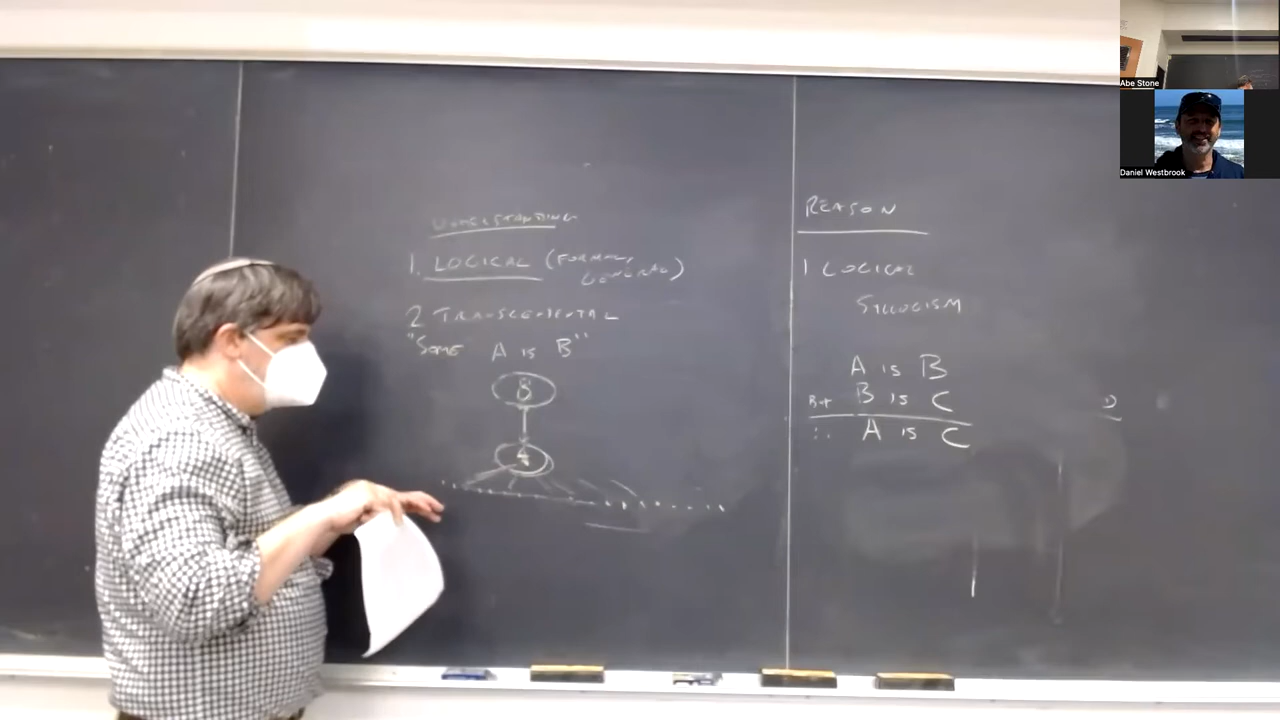 UNDERSTANDING
1. LOGICAL (FORMAL, GENERAL)
2 TRANSCENDENTAL
"SOME A IS B"
B
A
REASON
1 LOGICAL
SYLLOGISM
A IS B
BUT B IS C
∴ A IS C
Abe Stone
Daniel Westbrook